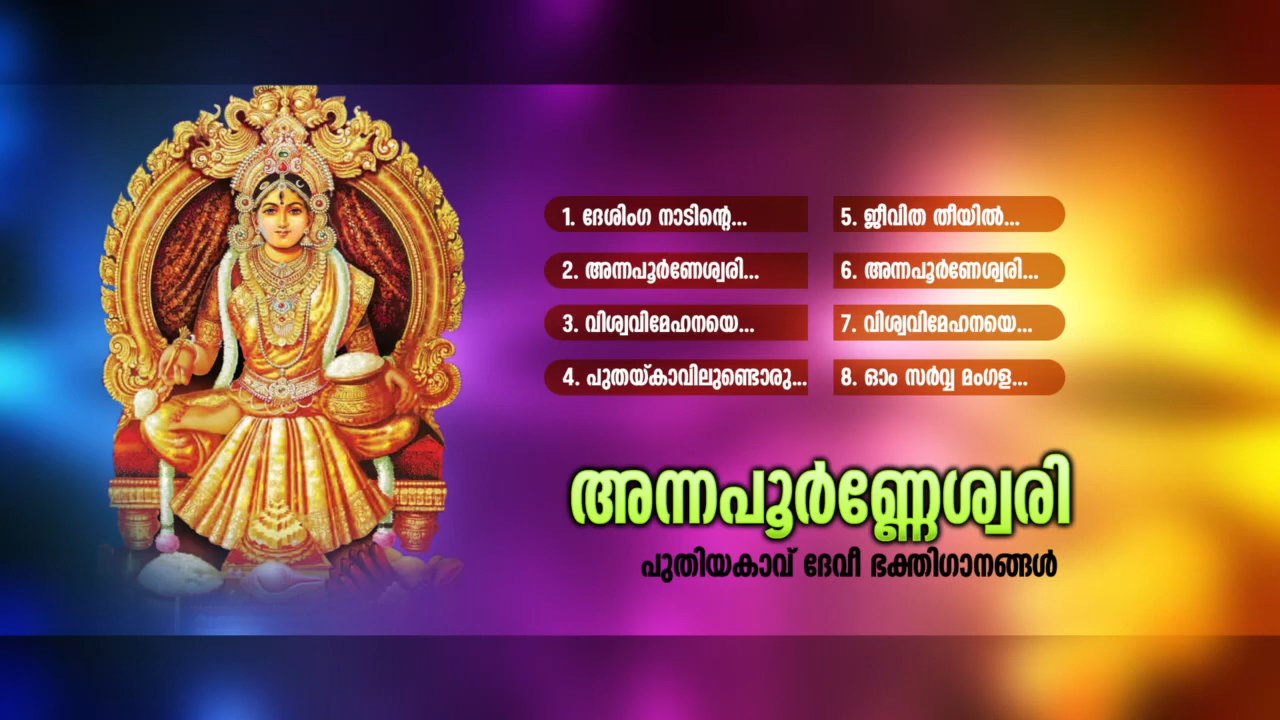 1. ദേശിംഗ നാടിന്റെ...
2. അന്നപൂർണേശ്വരി...
3. വിശ്വവിമേഹനയെ...
4. പുതയ്കാവിലുണ്ടൊരു...
5. ജീവിത തീയിൽ...
6. അന്നപൂർണേശ്വരി...
7. വിശ്വവിമേഹനയെ...
8. ഓം സർവ്വ മംഗള...
അന്നപൂർണ്ണേശ്വരി
പുതിയകാവ് ദേവീ ഭക്തിഗാനങ്ങൾ